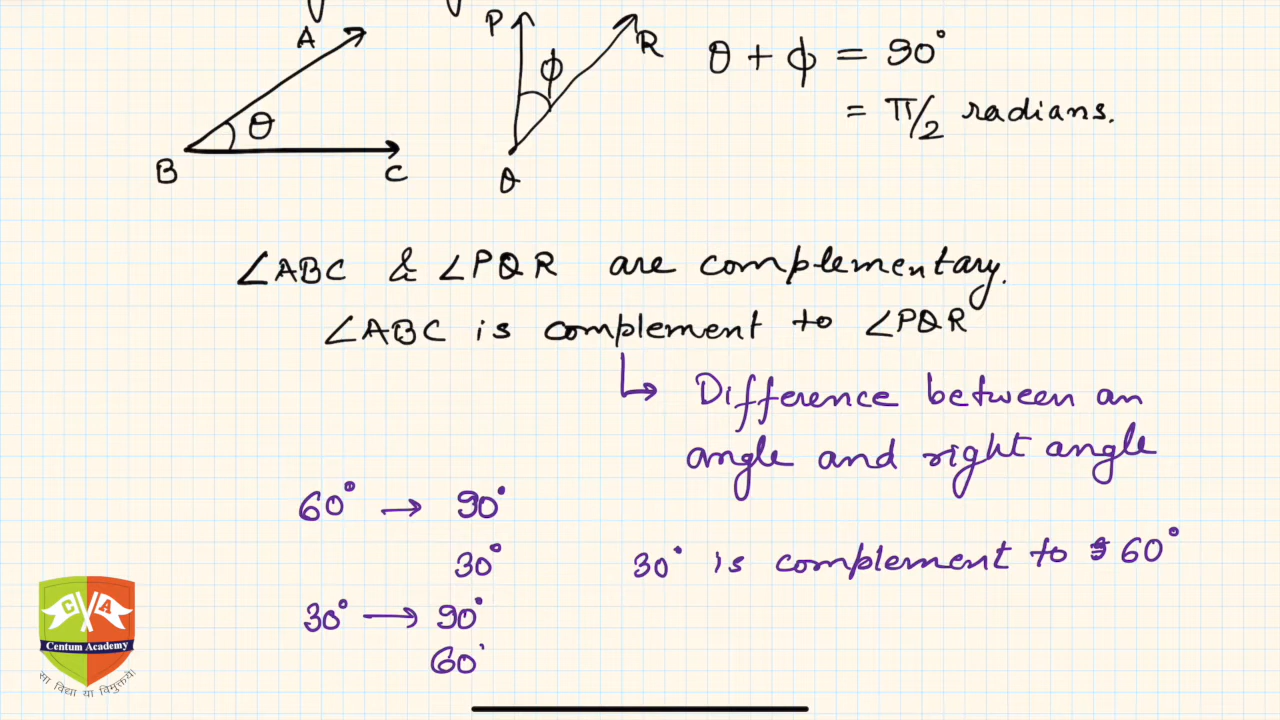 A
θ
B
C
P
ϕ
R
Q
θ + ϕ = 90°
= π/2 radians.
∠ABC & ∠PQR are complementary.
∠ABC is complement to ∠PQR
↳ Difference between an
angle and right angle
60° → 90°
30°
30° is complement to 60°
30° → 90°
60°
C A
Centum Academy
सा विद्या या विमुक्तये।